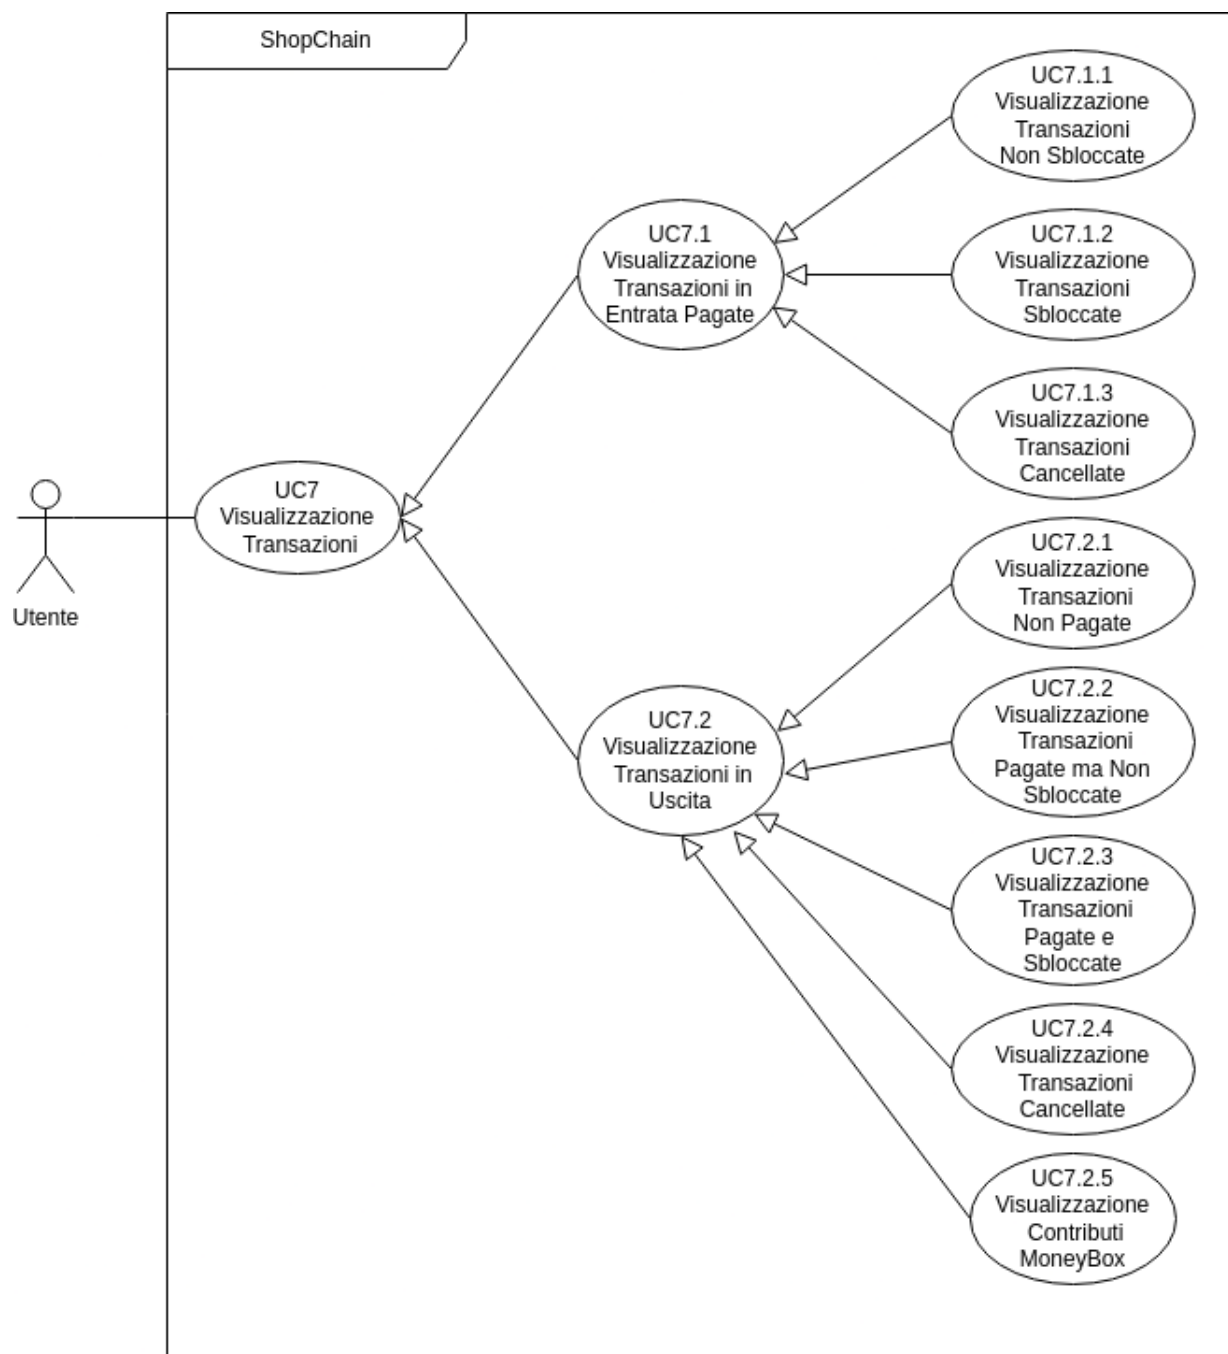 ShopChain
UC7.1.1
Visualizzazione
Transazioni
Non Sbloccate
UC7.1
Visualizzazione
Transazioni in
Entrata Pagate
UC7.1.2
Visualizzazione
Transazioni
Sbloccate
UC7.1.3
Visualizzazione
Transazioni
Cancellate
UC7
Visualizzazione
Transazioni
Utente
UC7.2.1
Visualizzazione
Transazioni
Non Pagate
UC7.2
Visualizzazione
Transazioni in
Uscita
UC7.2.2
Visualizzazione
Transazioni
Pagate ma Non
Sbloccate
UC7.2.3
Visualizzazione
Transazioni
Pagate e
Sbloccate
UC7.2.4
Visualizzazione
Transazioni
Cancellate
UC7.2.5
Visualizzazione
Contributi
MoneyBox